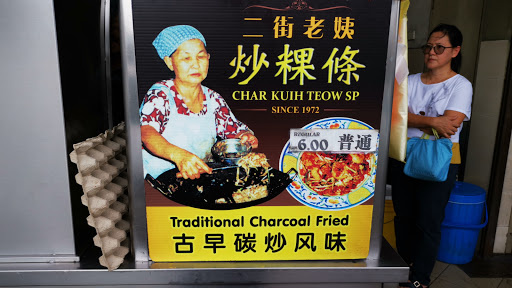 二街老姨
炒粿條
CHAR KUIH TEOW SP
SINCE 1972
REGULAR
6.00 普通
Traditional Charcoal Fried
古早碳炒风味